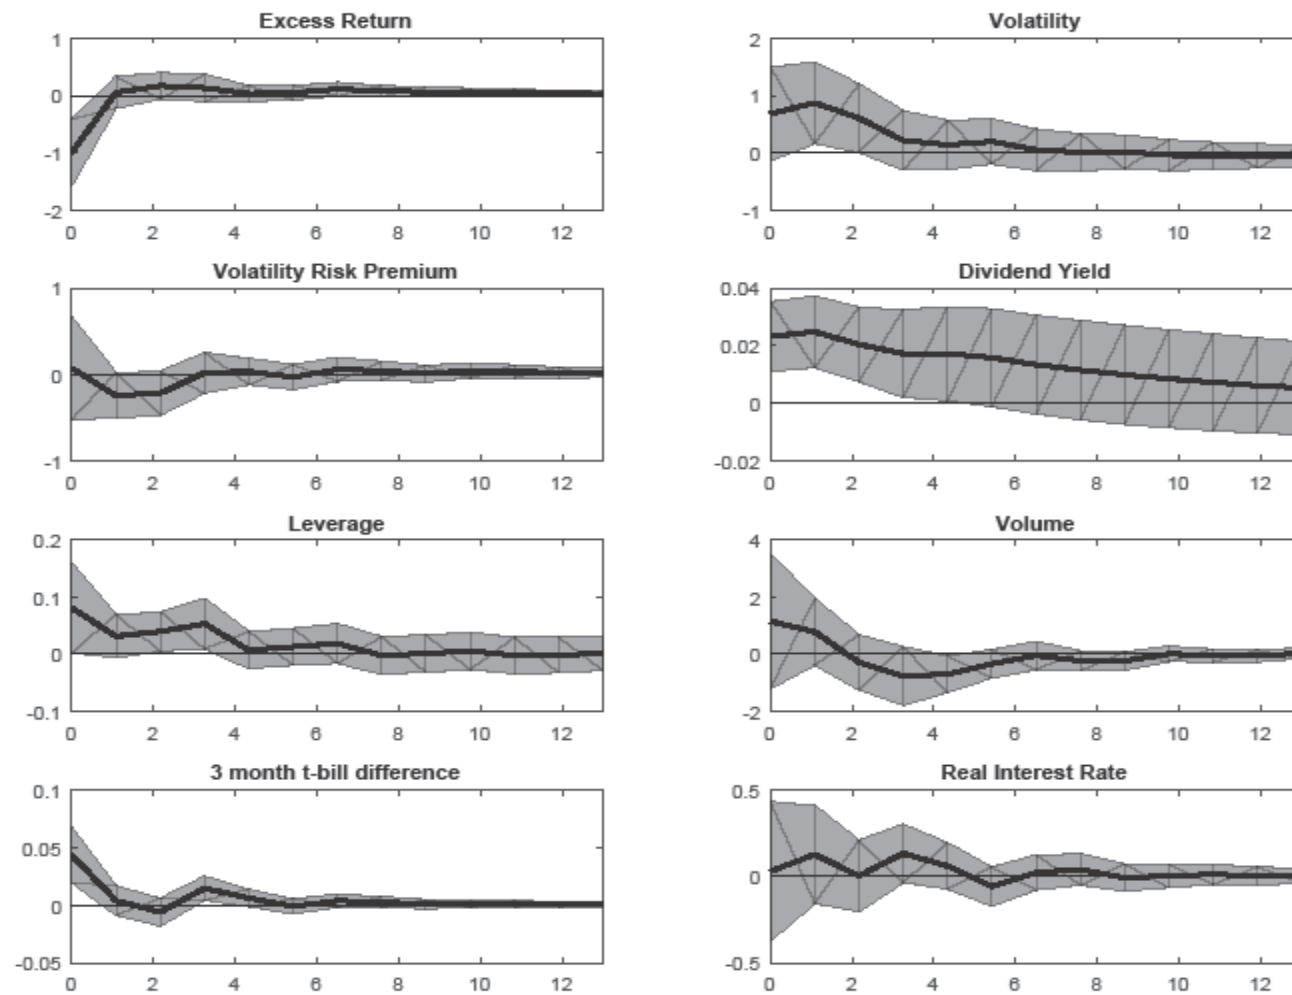 Excess Return
1
0
-1
-2
0 2 4 6 8 10 12
Volatility
2
1
0
-1
0 2 4 6 8 10 12
Volatility Risk Premium
1
0
-1
0 2 4 6 8 10 12
Dividend Yield
0.04
0.02
0
-0.02
0 2 4 6 8 10 12
Leverage
0.2
0.1
0
-0.1
0 2 4 6 8 10 12
Volume
4
2
0
-2
0 2 4 6 8 10 12
3 month t-bill difference
0.1
0.05
0
-0.05
0 2 4 6 8 10 12
Real Interest Rate
0.5
0
-0.5
0 2 4 6 8 10 12